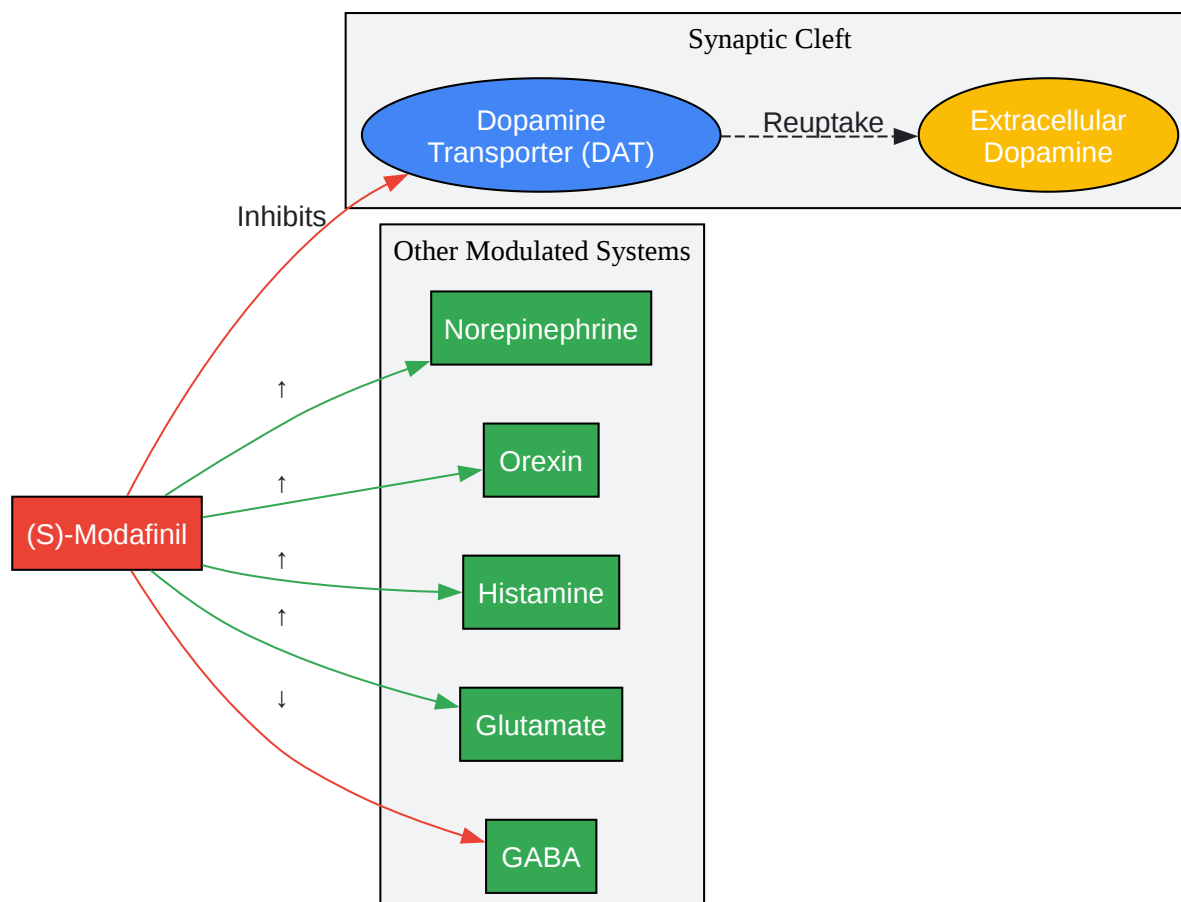 Synaptic Cleft
Dopamine
Transporter (DAT)
Reuptake
Extracellular
Dopamine
Inhibits
Other Modulated Systems
Norepinephrine
↑
Orexin
↑
(S)-Modafinil
↑
Histamine
↑
Glutamate
↓
GABA